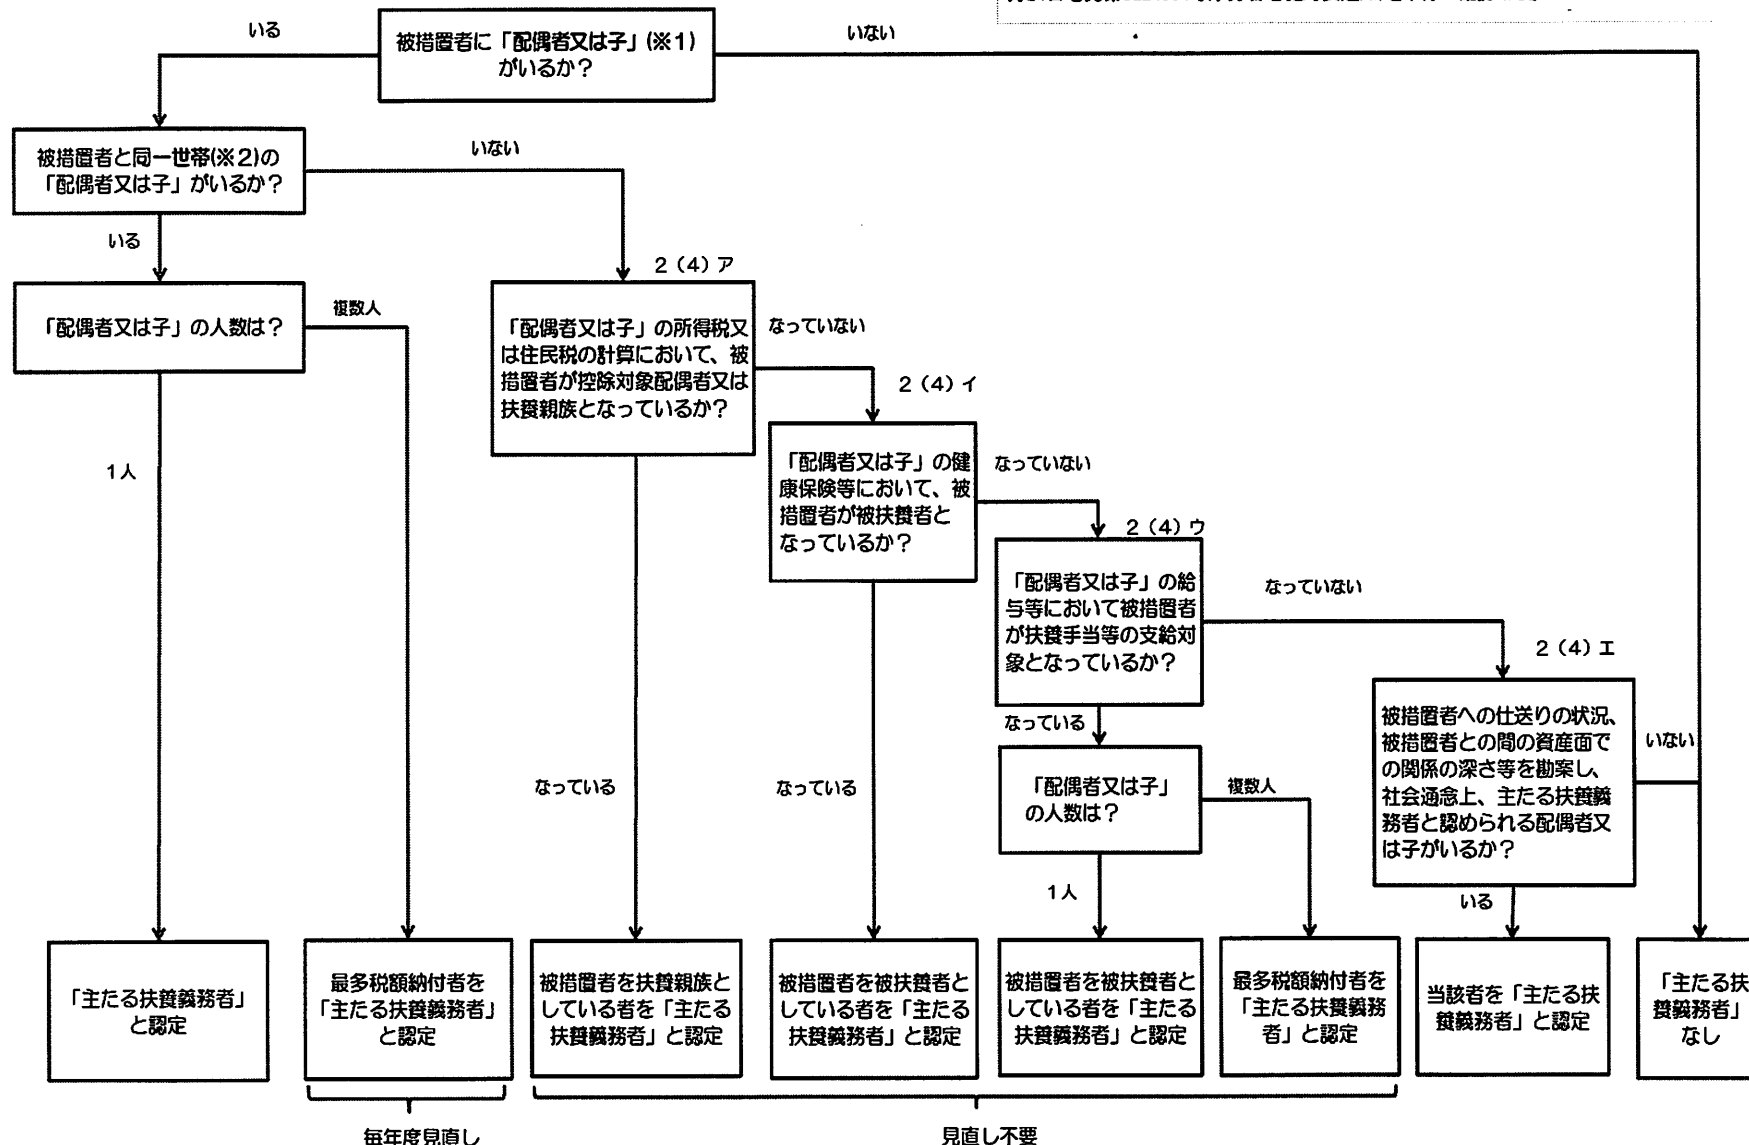 いる
被措置者に「配偶者又は子」(※1)
がいるか？
いない
被措置者と同一世帯(※2)の
「配偶者又は子」がいるか？
いない
いる
2（4）ア
「配偶者又は子」の人数は？
複数人
「配偶者又は子」の所得税又
は住民税の計算において、被
措置者が控除対象配偶者又は
扶養親族となっているか？
なっていない
2（4）イ
1人
「配偶者又は子」の健
康保険等において、被
措置者が被扶養者と
なっているか？
なっていない
2（4）ウ
「配偶者又は子」の給
与等において被措置者
が扶養手当等の支給対
象となっているか？
なっていない
2（4）エ
被措置者への仕送りの状況、
被措置者との間の資産面で
の関係の深さ等を勘案し、
社会通念上、主たる扶養義
務者と認められる配偶者又
は子がいるか？
いない
なっている
なっている
なっている
「配偶者又は子」
の人数は？
複数人
1人
いる
「主たる扶養義務者」
と認定
最多税額納付者を
「主たる扶養義務者」
と認定
被措置者を扶養親族と
している者を「主たる
扶養義務者」と認定
被措置者を被扶養者と
している者を「主たる
扶養義務者」と認定
被措置者を被扶養者と
している者を「主たる
扶養義務者」と認定
最多税額納付者を
「主たる扶養義務
者」と認定
当該者を「主たる扶
養義務者」と認定
「主たる扶
養義務者」
なし
毎年度見直し
見直し不要